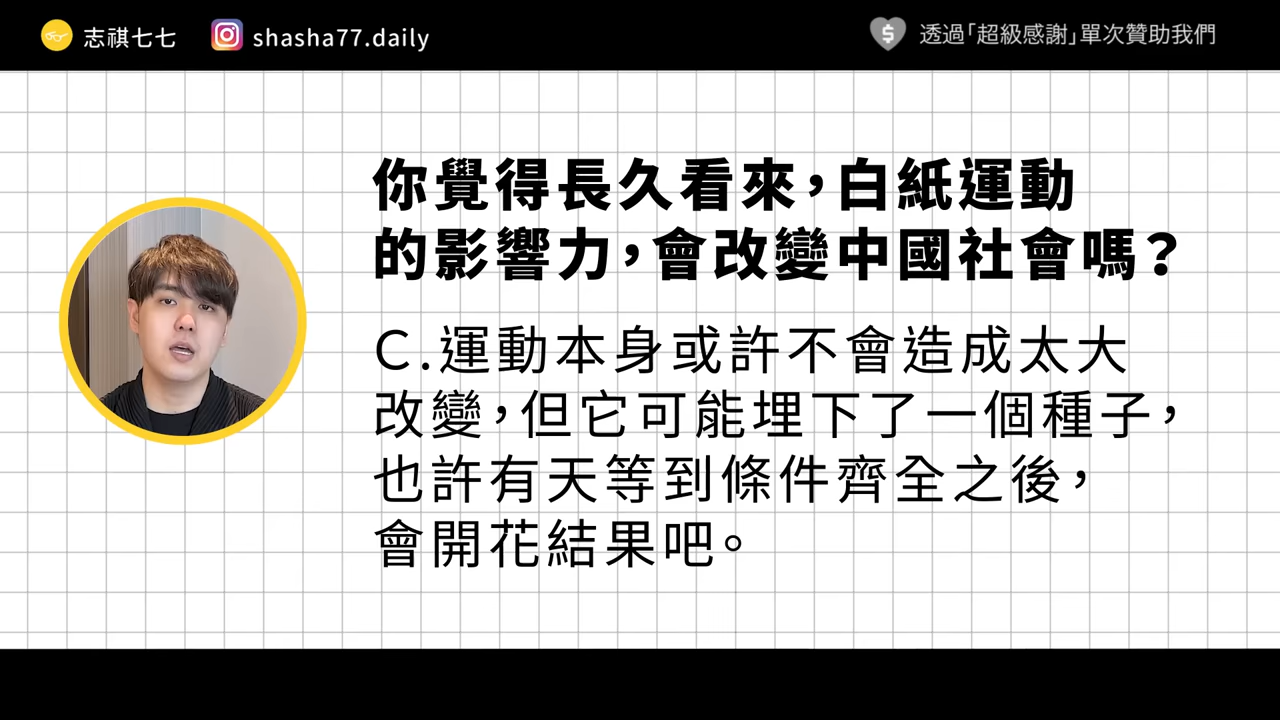 志祺七七 shasha77.daily 透過「超級感謝」單次贊助我們
你覺得長久看來，白紙運動
的影響力，會改變中國社會嗎？
C.運動本身或許不會造成太大
改變，但它可能埋下了一個種子，
也許有天等到條件齊全之後，
會開花結果吧。